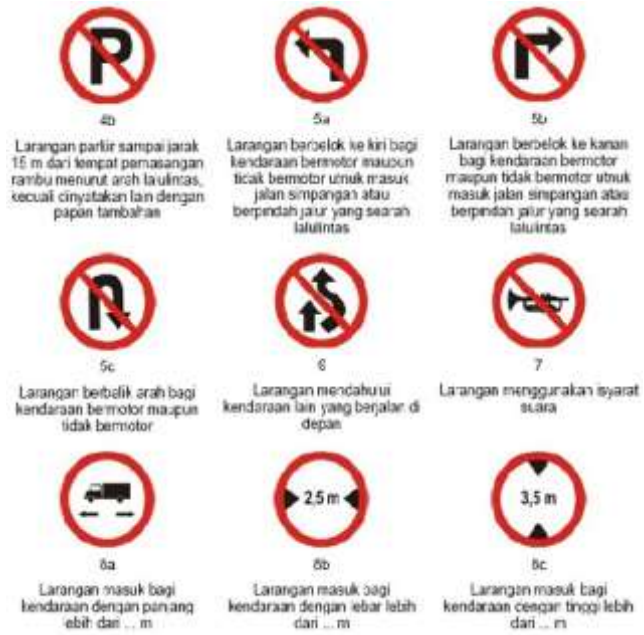 P
4b
Larangan parkir sampai jarak
15 m dari tempat pemasangan
rambu menurut arah lalulintas,
kecuali dinyatakan lain dengan
papan tambahan
5a
Larangan berbelok ke kiri bagi
kendaraan bermotor maupun
tidak bermotor utnuk masuk
jalan simpangan atau
berpindah jalur yang searah
lalulintas
5b
Larangan berbelok ke kanan
bagi kendaraan bermotor
maupun tidak bermotor utnuk
masuk jalan simpangan atau
berpindah jalur yang searah
lalulintas
5c
Larangan berbalik arah bagi
kendaraan bermotor maupun
tidak bermotor
6
Larangan mendahului
kendaraan lain yang berjalan di
depan
7
Larangan menggunakan isyarat
suara
8a
Larangan masuk bagi
kendaraan dengan panjang
lebih dari ... m
2,5 m
8b
Larangan masuk bagi
kendaraan dengan lebar lebih
dari ... m
3,5 m
8c
Larangan masuk bagi
kendaraan dengan tinggi lebih
dari ... m